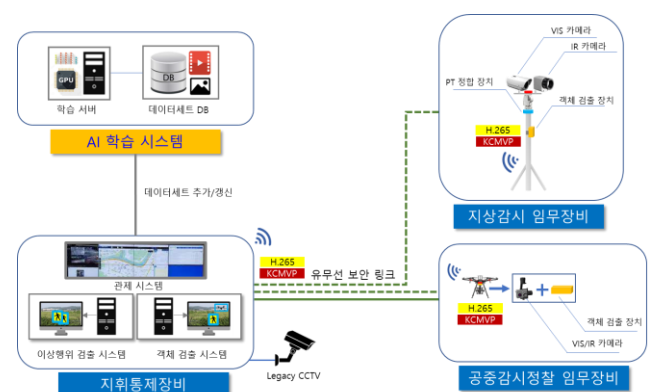 GPU
학습 서버
DB
데이터세트 DB
AI 학습 시스템
데이터세트 추가/갱신
관제 시스템
이상행위 검출 시스템
객체 검출 시스템
지휘통제장비
H.265
KCMVP
유무선 보안 링크
Legacy CCTV
VIS 카메라
IR 카메라
PT 정합 장치
객체 검출 장치
H.265
KCMVP
지상감시 임무장비
H.265
KCMVP
객체 검출 장치
VIS/IR 카메라
공중감시정찰 임무장비